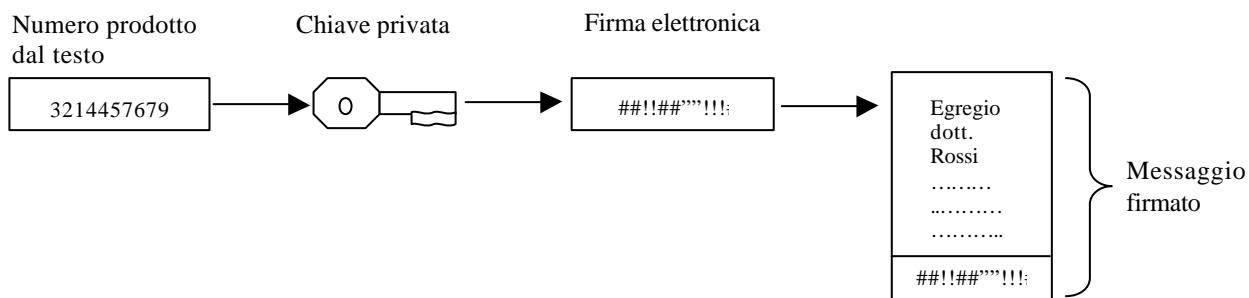 Numero prodotto
dal testo
Chiave privata
Firma elettronica
3214457679
##!!##””!!!
Egregio
dott.
Rossi
………
..………
………..
##!!##””!!!
Messaggio
firmato